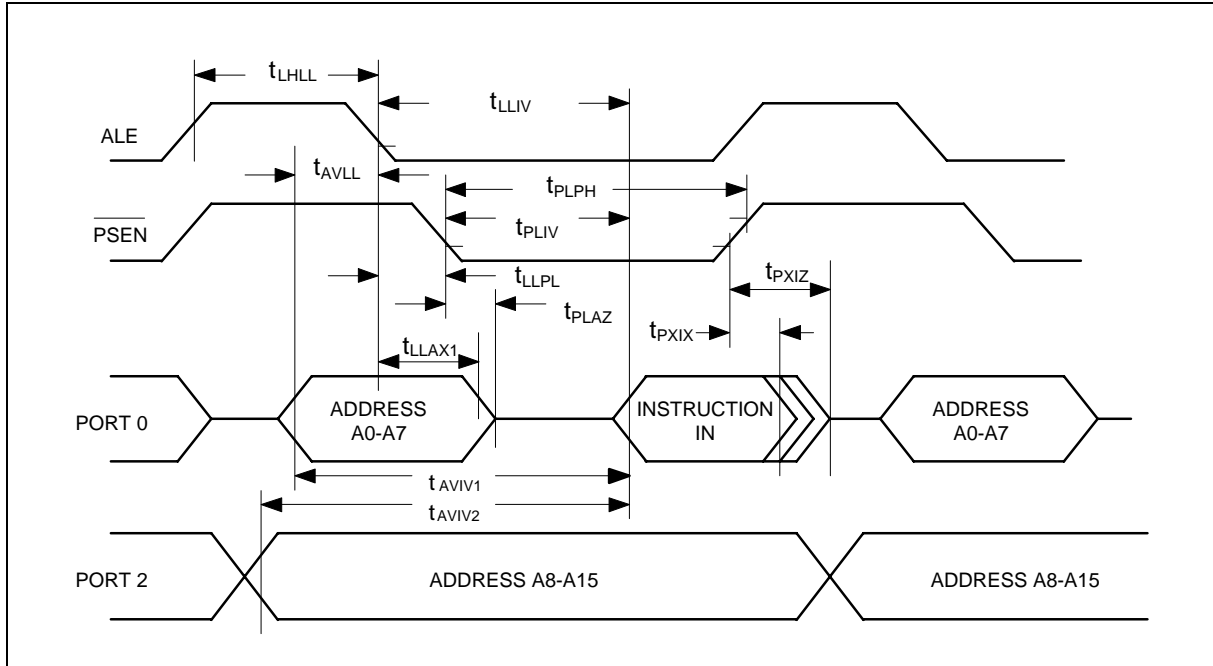 tLHLL
tLLIV
ALE
tAVLL
tPLPH
PSEN
tPLIV
tLLPL
tPXIZ
tPLAZ
tPXIX
tLLAX1
PORT 0
ADDRESS
A0-A7
INSTRUCTION
IN
ADDRESS
A0-A7
tAVIV1
tAVIV2
PORT 2
ADDRESS A8-A15
ADDRESS A8-A15